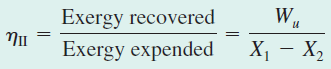 η_II = Exergy recovered / Exergy expended = W_u / X_1 − X_2